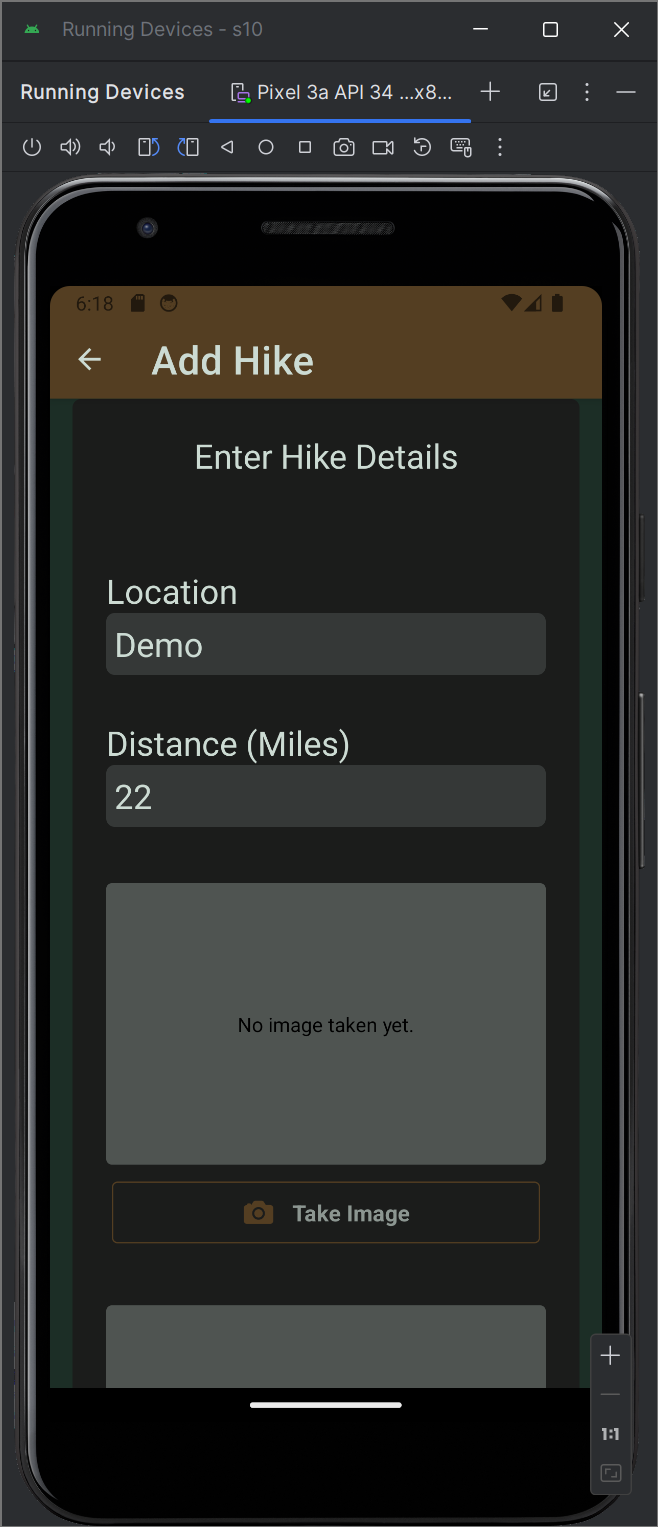 Running Devices - s10
Running Devices
Pixel 3a API 34 ...x8...
6:18
Add Hike
Enter Hike Details
Location
Demo
Distance (Miles)
22
No image taken yet.
Take Image
1:1